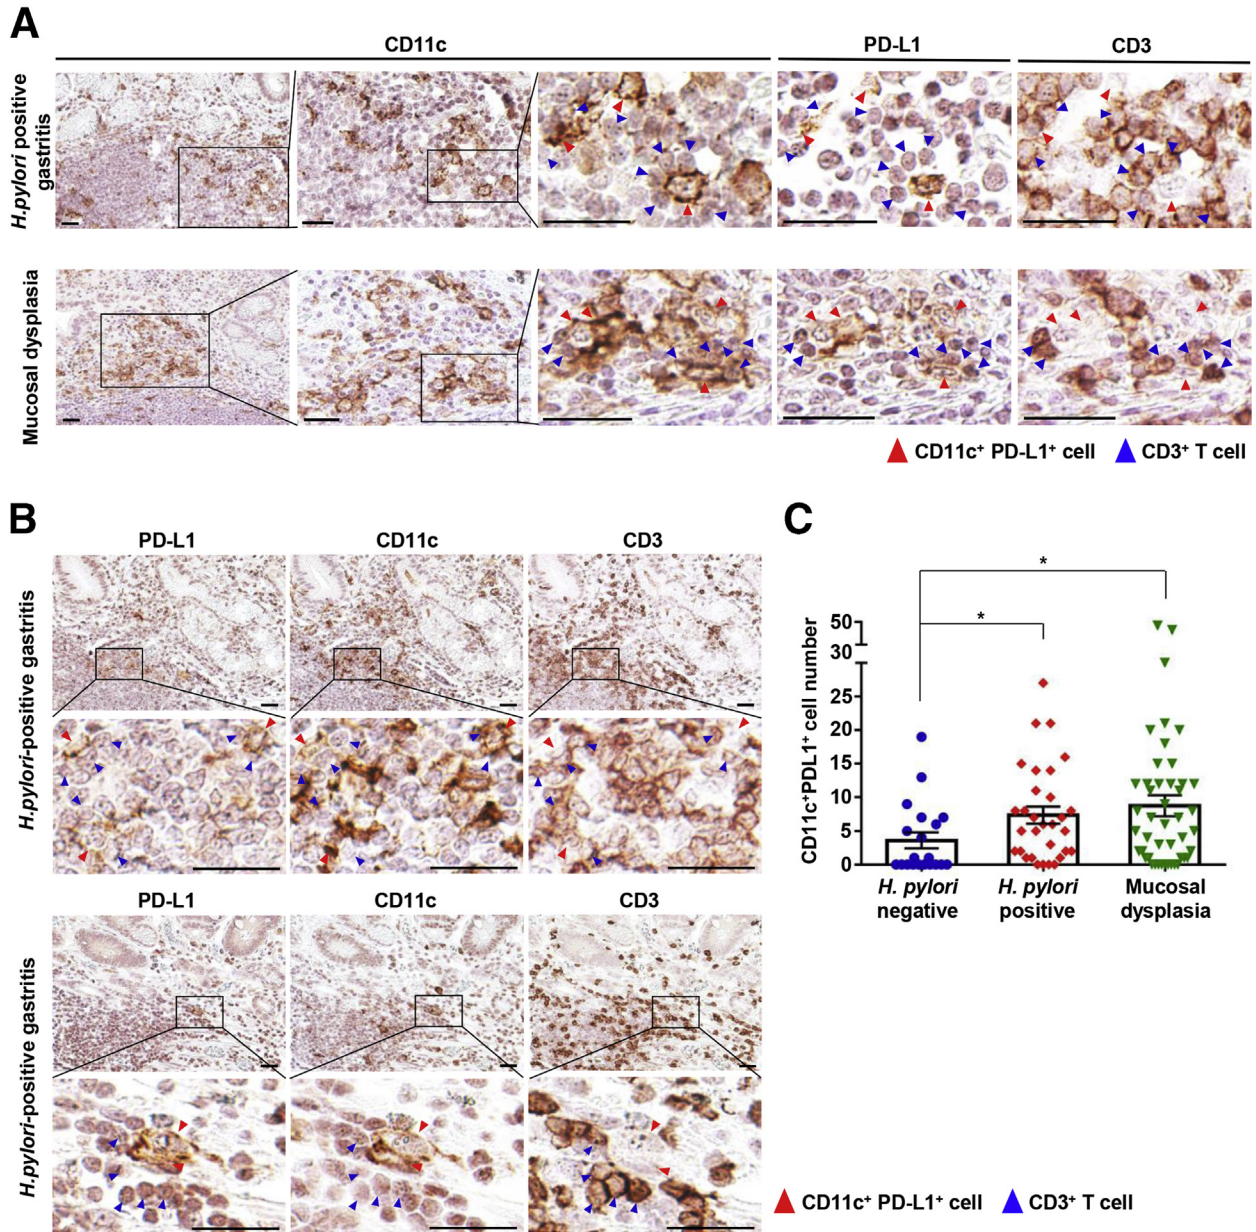 A
CD11c
PD-L1
CD3
H.pylori positive
gastritis
Mucosal dysplasia
CD11c⁺ PD-L1⁺ cell
CD3⁺ T cell
B
PD-L1
CD11c
CD3
H.pylori-positive gastritis
PD-L1
CD11c
CD3
H.pylori-positive gastritis
CD11c⁺ PD-L1⁺ cell
CD3⁺ T cell
C
*
*
CD11c⁺PDL1⁺ cell number
50
30
25
20
15
10
5
0
H. pylori
negative
H. pylori
positive
Mucosal
dysplasia